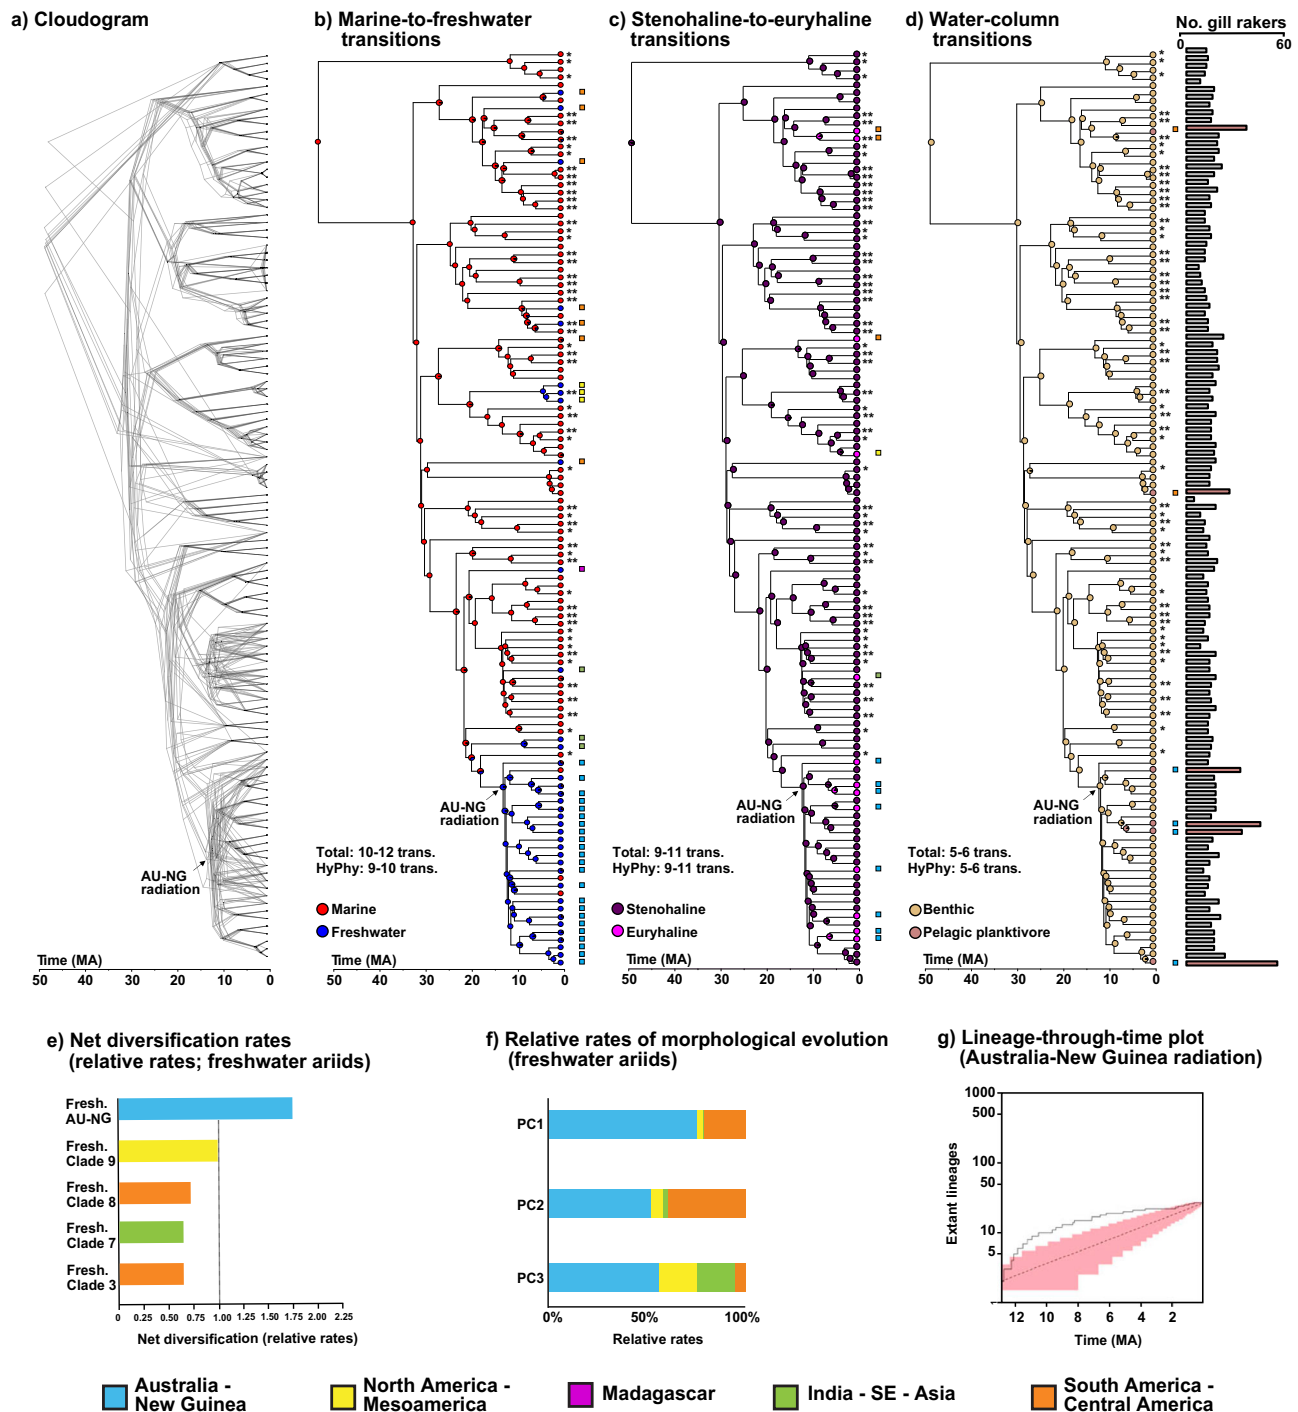 a) Cloudogram
b) Marine-to-freshwater
transitions
c) Stenohaline-to-euryhaline
transitions
d) Water-column
transitions
No. gill rakers
0 60
AU-NG
radiation
AU-NG
radiation
AU-NG
radiation
AU-NG
radiation
Total: 10-12 trans.
HyPhy: 9-10 trans.
Marine
Freshwater
Total: 9-11 trans.
HyPhy: 9-11 trans.
Stenohaline
Euryhaline
Total: 5-6 trans.
HyPhy: 5-6 trans.
Benthic
Pelagic planktivore
Time (MA)
50 40 30 20 10 0
Time (MA)
50 40 30 20 10 0
Time (MA)
50 40 30 20 10 0
Time (MA)
50 40 30 20 10 0
e) Net diversification rates
(relative rates; freshwater ariids)
Fresh.
AU-NG
Fresh.
Clade 9
Fresh.
Clade 8
Fresh.
Clade 7
Fresh.
Clade 3
0 0.25 0.50 0.75 1.00 1.25 1.50 1.75 2.00 2.25
Net diversification (relative rates)
f) Relative rates of morphological evolution
(freshwater ariids)
PC1
PC2
PC3
0% 50% 100%
Relative rates
g) Lineage-through-time plot
(Australia-New Guinea radiation)
Extant lineages
1000
500
100
50
10
5
12 10 8 6 4 2
Time (MA)
Australia -
New Guinea
North America -
Mesoamerica
Madagascar
India - SE - Asia
South America -
Central America